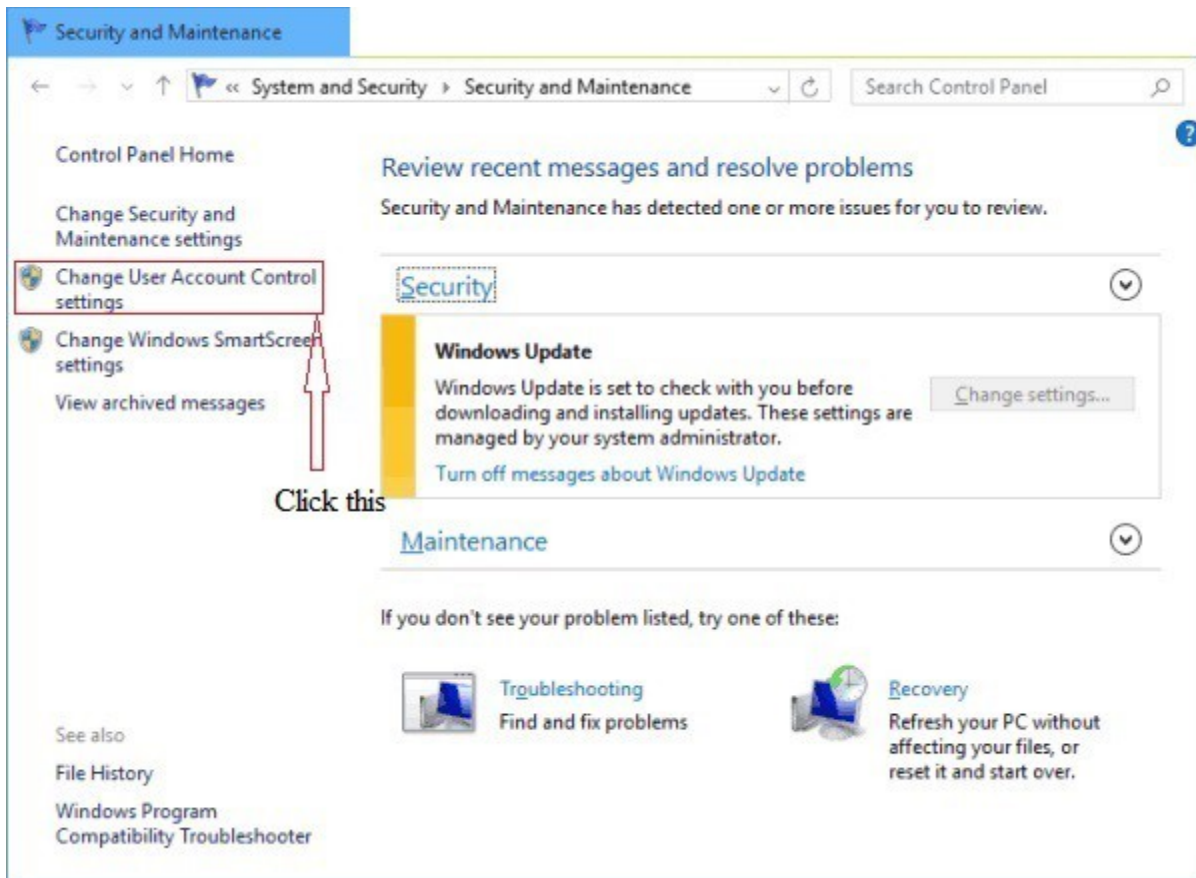 Security and Maintenance
« System and Security Security and Maintenance
Search Control Panel
?
Control Panel Home
Change Security and
Maintenance settings
Change User Account Control
settings
Change Windows SmartScreen
settings
View archived messages
Click this
See also
File History
Windows Program
Compatibility Troubleshooter
Review recent messages and resolve problems
Security and Maintenance has detected one or more issues for you to review.
Security
Windows Update
Windows Update is set to check with you before
downloading and installing updates. These settings are
managed by your system administrator.
Change settings...
Turn off messages about Windows Update
Maintenance
If you don't see your problem listed, try one of these:
Troubleshooting
Find and fix problems
Recovery
Refresh your PC without
affecting your files, or
reset it and start over.